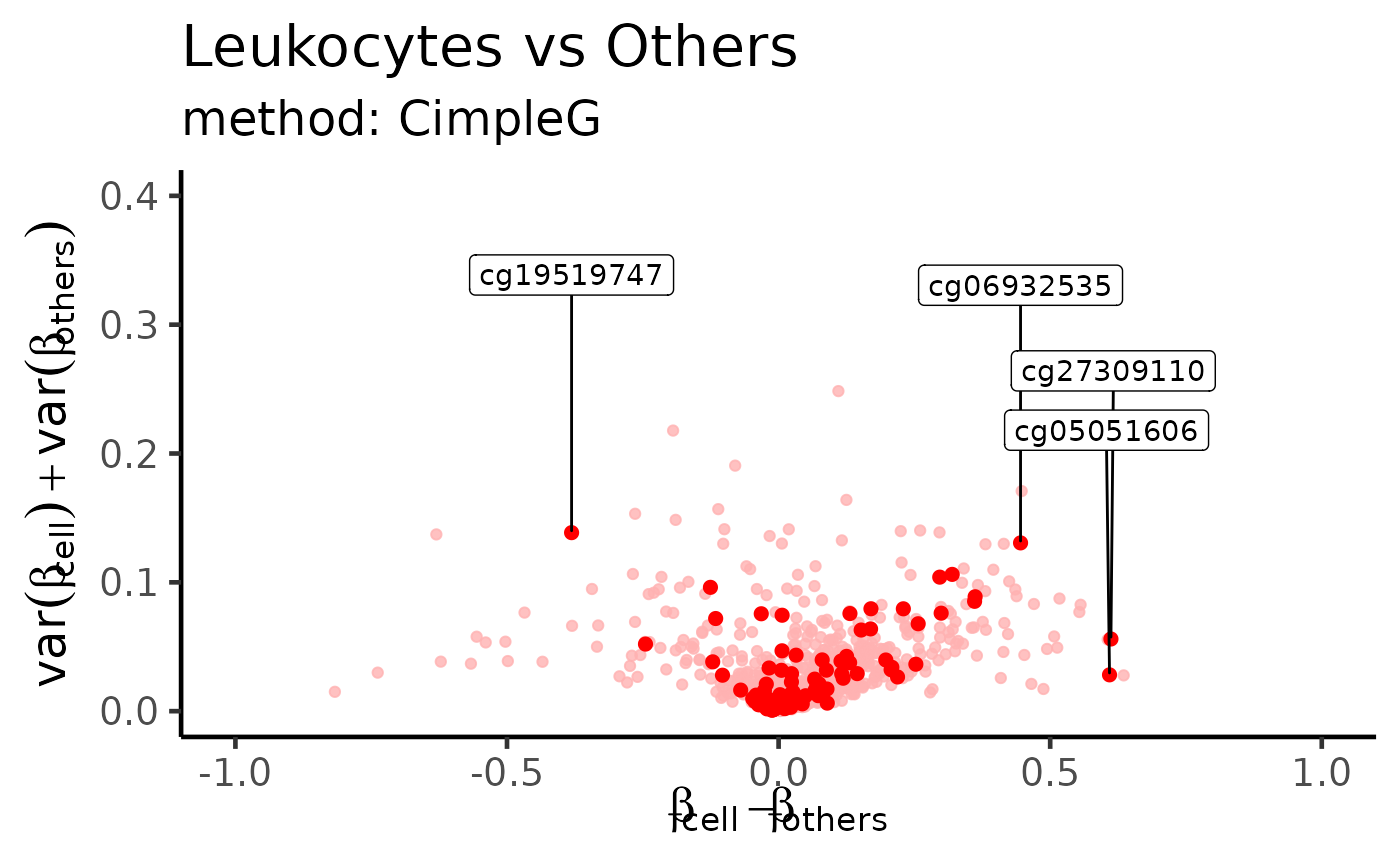 Leukocytes vs Others
method: CimpleG
var(βcell) + var(βothers)
0.4
0.3
0.2
0.1
0.0
cg19519747
cg06932535
cg27309110
cg05051606
-1.0 -0.5 0.0 0.5 1.0
βcell − βothers